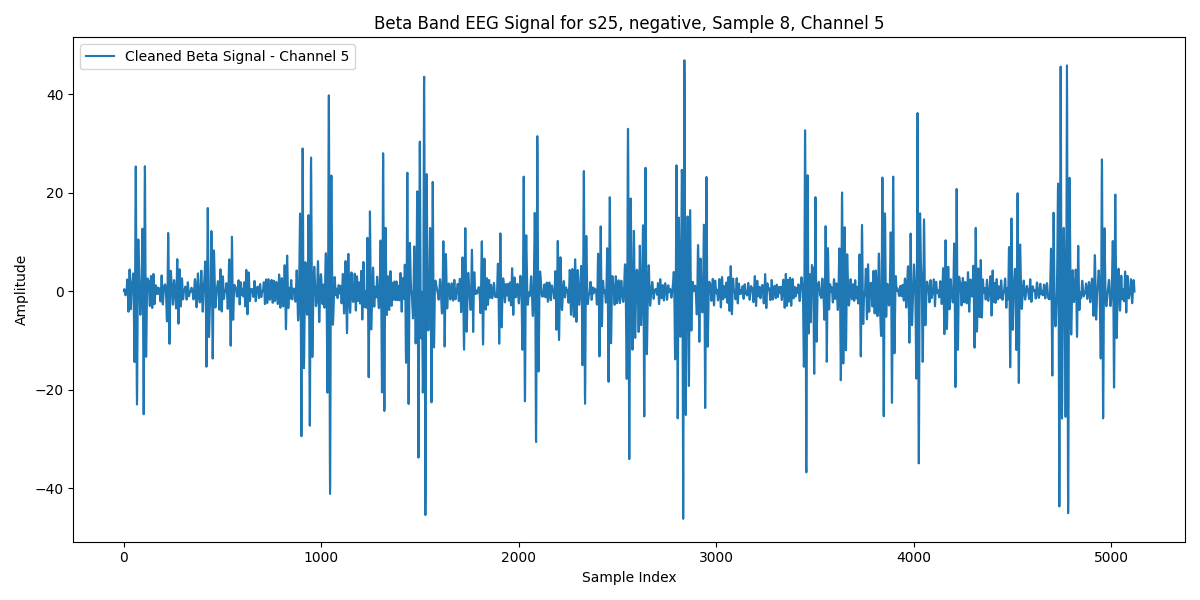 Beta Band EEG Signal for s25, negative, Sample 8, Channel 5
Cleaned Beta Signal - Channel 5
Amplitude
40
20
0
−20
−40
0 1000 2000 3000 4000 5000
Sample Index